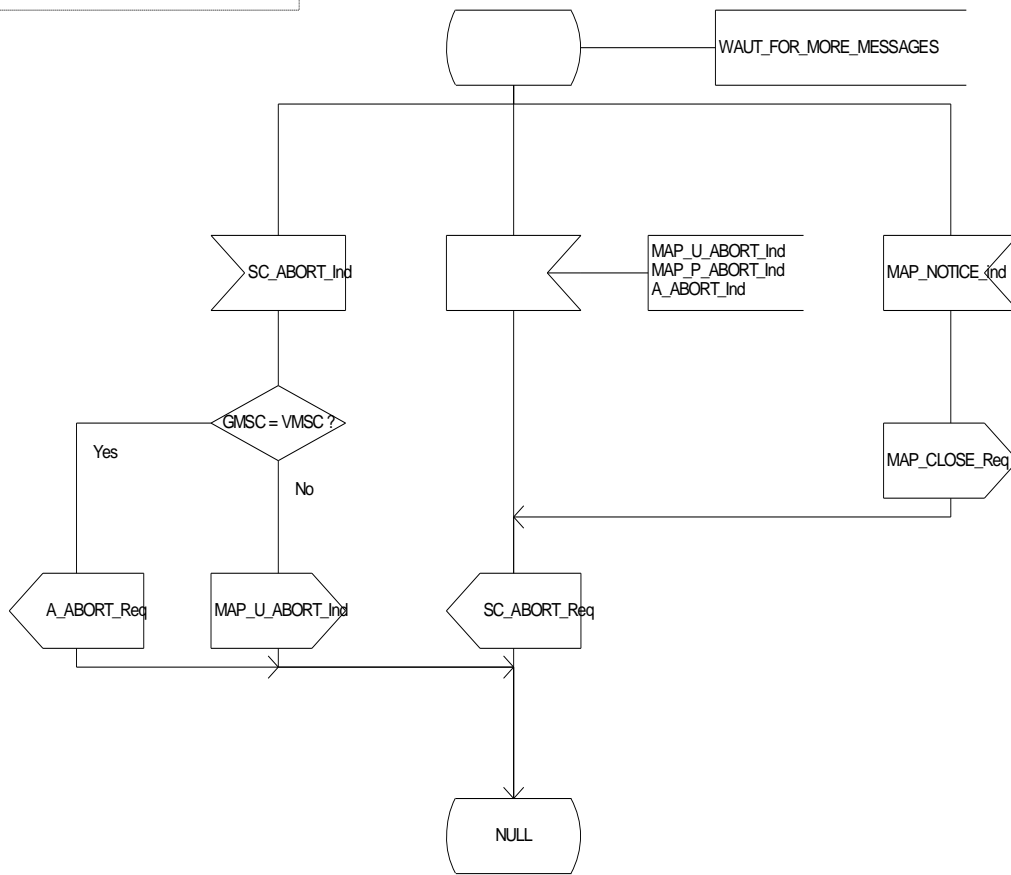 WAUT_FOR_MORE_MESSAGES
SC_ABORT_Ind
MAP_U_ABORT_Ind
MAP_P_ABORT_Ind
A_ABORT_Ind
MAP_NOTICE_ind
GMSC = VMSC ?
Yes
No
MAP_CLOSE_Req
A_ABORT_Req
MAP_U_ABORT_Ind
SC_ABORT_Req
NULL